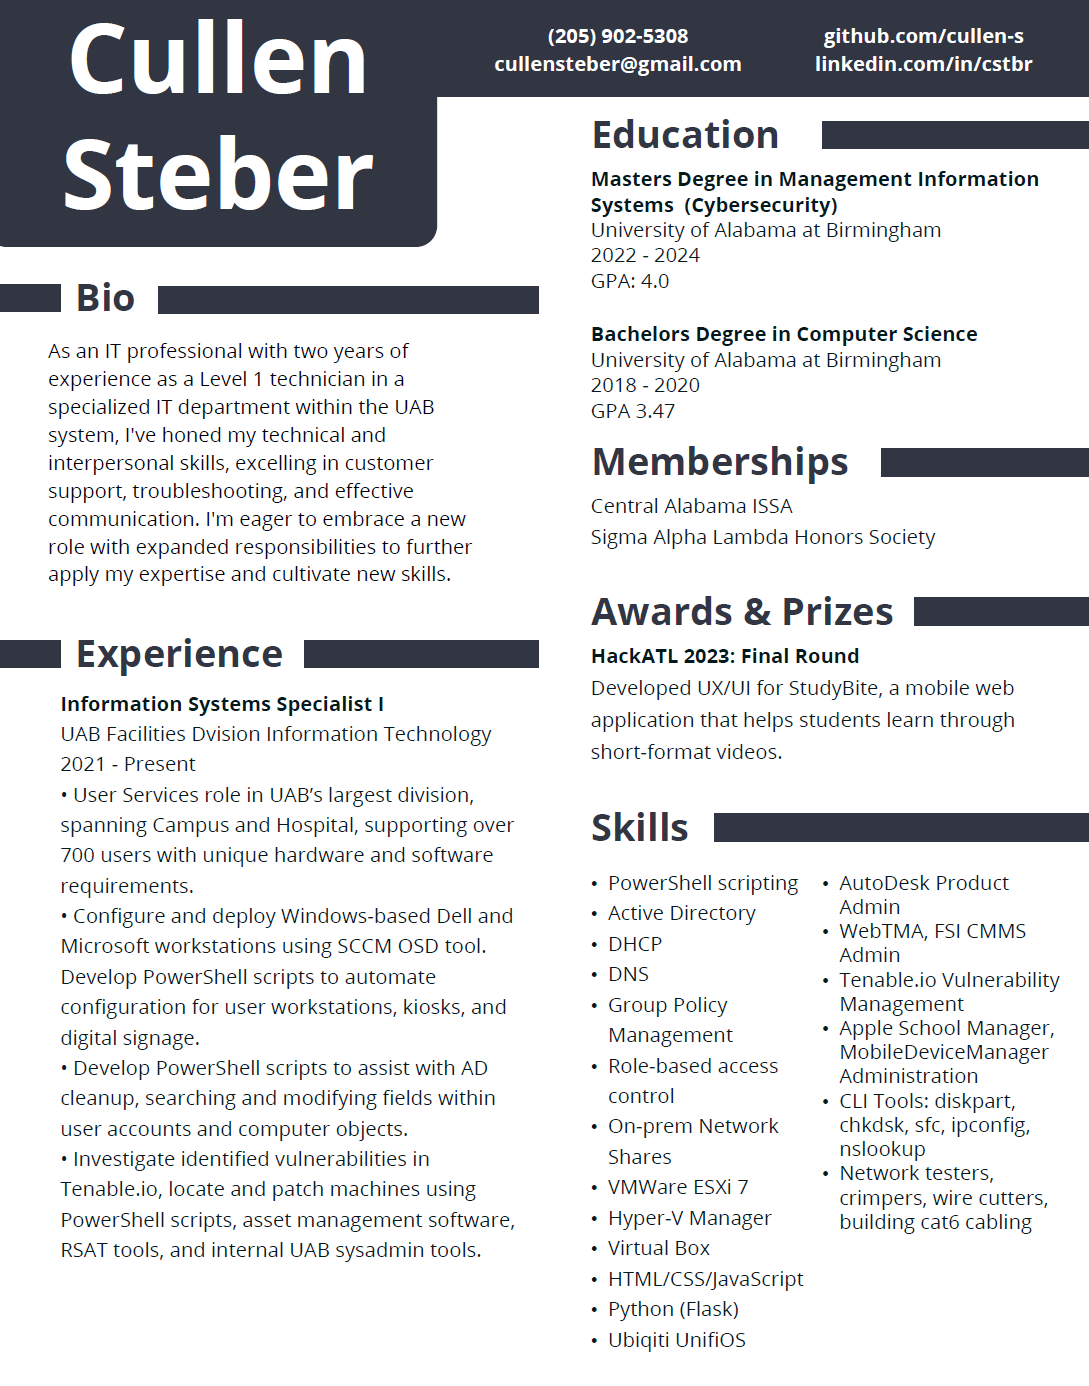 Cullen
Steber
(205) 902-5308
cullensteber@gmail.com
github.com/cullen-s
linkedin.com/in/cstbr
Bio
As an IT professional with two years of
experience as a Level 1 technician in a
specialized IT department within the UAB
system, I've honed my technical and
interpersonal skills, excelling in customer
support, troubleshooting, and effective
communication. I'm eager to embrace a new
role with expanded responsibilities to further
apply my expertise and cultivate new skills.
Experience
Information Systems Specialist I
UAB Facilities Dvision Information Technology
2021 - Present
• User Services role in UAB’s largest division,
spanning Campus and Hospital, supporting over
700 users with unique hardware and software
requirements.
• Configure and deploy Windows-based Dell and
Microsoft workstations using SCCM OSD tool.
Develop PowerShell scripts to automate
configuration for user workstations, kiosks, and
digital signage.
• Develop PowerShell scripts to assist with AD
cleanup, searching and modifying fields within
user accounts and computer objects.
• Investigate identified vulnerabilities in
Tenable.io, locate and patch machines using
PowerShell scripts, asset management software,
RSAT tools, and internal UAB sysadmin tools.
Education
Masters Degree in Management Information
Systems  (Cybersecurity)
University of Alabama at Birmingham
2022 - 2024
GPA: 4.0
Bachelors Degree in Computer Science
University of Alabama at Birmingham
2018 - 2020
GPA 3.47
Memberships
Central Alabama ISSA
Sigma Alpha Lambda Honors Society
Awards & Prizes
HackATL 2023: Final Round
Developed UX/UI for StudyBite, a mobile web
application that helps students learn through
short-format videos.
Skills
• PowerShell scripting
• Active Directory
• DHCP
• DNS
• Group Policy
Management
• Role-based access
control
• On-prem Network
Shares
• VMWare ESXi 7
• Hyper-V Manager
• Virtual Box
• HTML/CSS/JavaScript
• Python (Flask)
• Ubiqiti UnifiOS
• AutoDesk Product
Admin
• WebTMA, FSI CMMS
Admin
• Tenable.io Vulnerability
Management
• Apple School Manager,
MobileDeviceManager
Administration
• CLI Tools: diskpart,
chkdsk, sfc, ipconfig,
nslookup
• Network testers,
crimpers, wire cutters,
building cat6 cabling